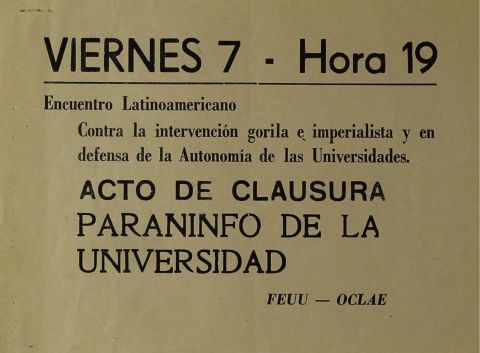 VIERNES 7 - Hora 19
Encuentro Latinoamericano
Contra la intervención gorila e imperialista y en
defensa de la Autonomía de las Universidades.
ACTO DE CLAUSURA
PARANINFO DE LA
UNIVERSIDAD
FEUU — OCLAE